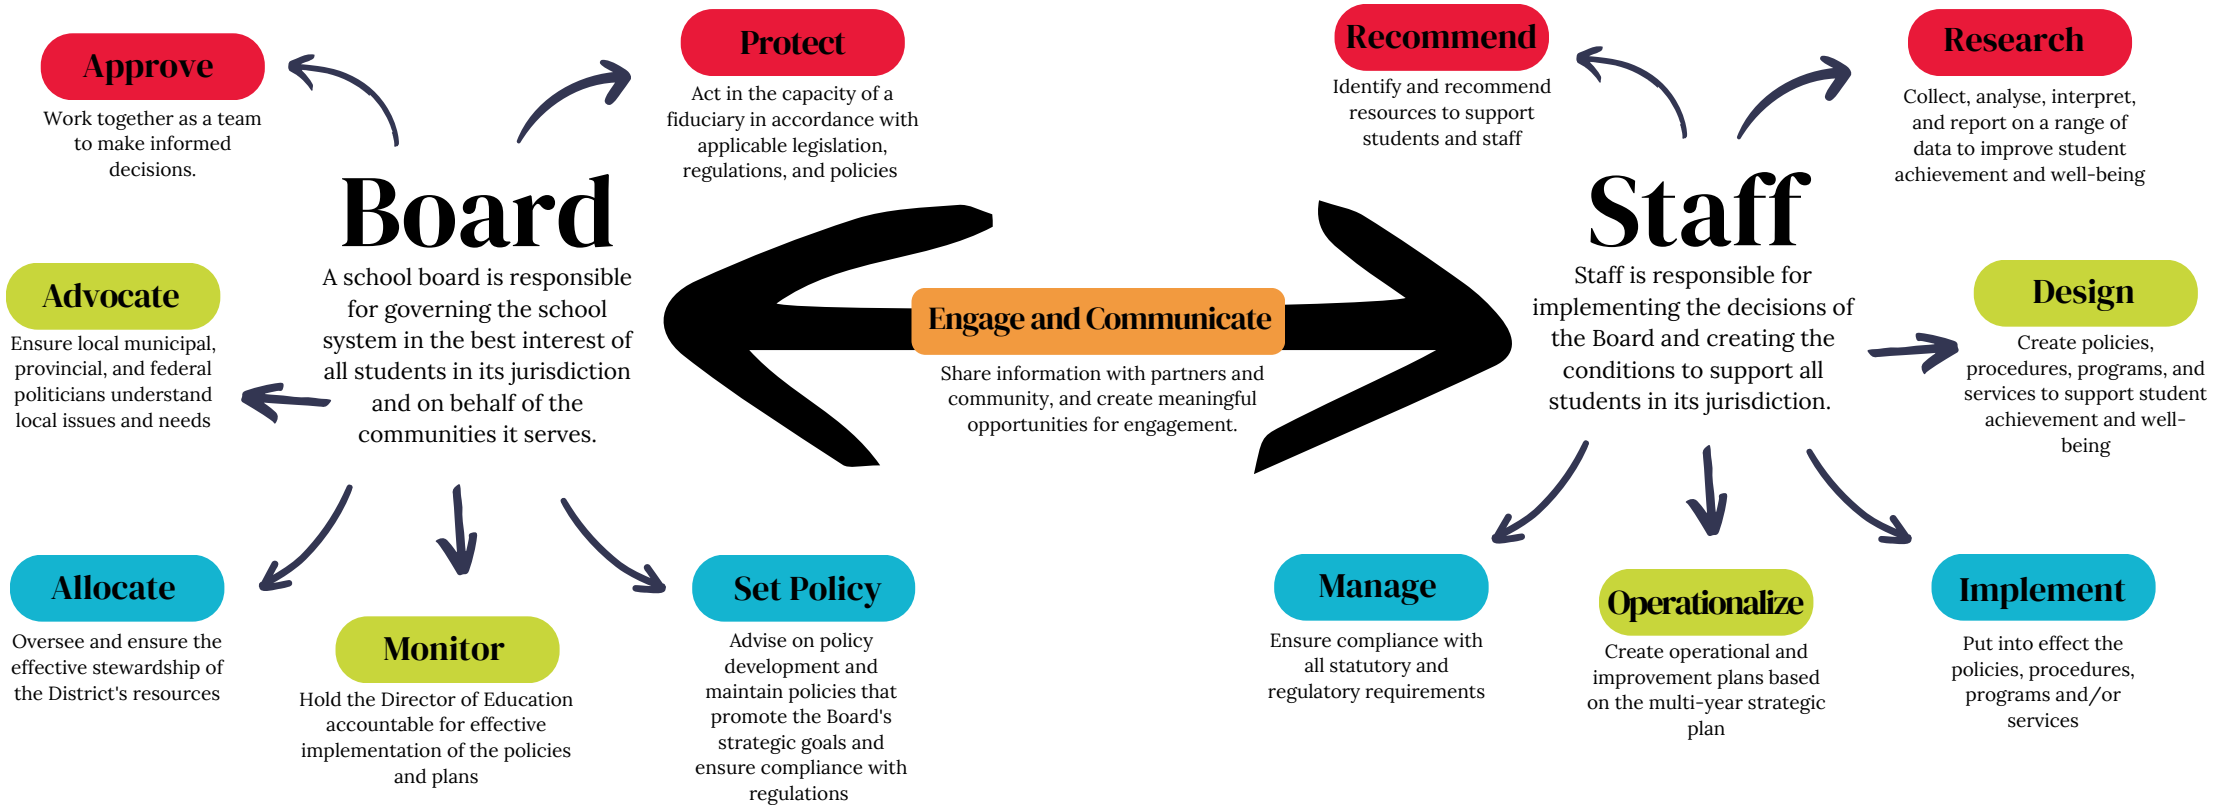 Approve
Work together as a team
to make informed
decisions.
Protect
Act in the capacity of a
fiduciary in accordance with
applicable legislation,
regulations, and policies
Board
A school board is responsible
for governing the school
system in the best interest of
all students in its jurisdiction
and on behalf of the
communities it serves.
Advocate
Ensure local municipal,
provincial, and federal
politicians understand
local issues and needs
Allocate
Oversee and ensure the
effective stewardship of
the District's resources
Monitor
Hold the Director of Education
accountable for effective
implementation of the policies
and plans
Set Policy
Advise on policy
development and
maintain policies that
promote the Board's
strategic goals and
ensure compliance with
regulations
Engage and Communicate
Share information with partners and
community, and create meaningful
opportunities for engagement.
Recommend
Identify and recommend
resources to support
students and staff
Research
Collect, analyse, interpret,
and report on a range of
data to improve student
achievement and well-being
Staff
Staff is responsible for
implementing the decisions of
the Board and creating the
conditions to support all
students in its jurisdiction.
Design
Create policies,
procedures, programs, and
services to support student
achievement and well-
being
Manage
Ensure compliance with
all statutory and
regulatory requirements
Operationalize
Create operational and
improvement plans based
on the multi-year strategic
plan
Implement
Put into effect the
policies, procedures,
programs and/or
services